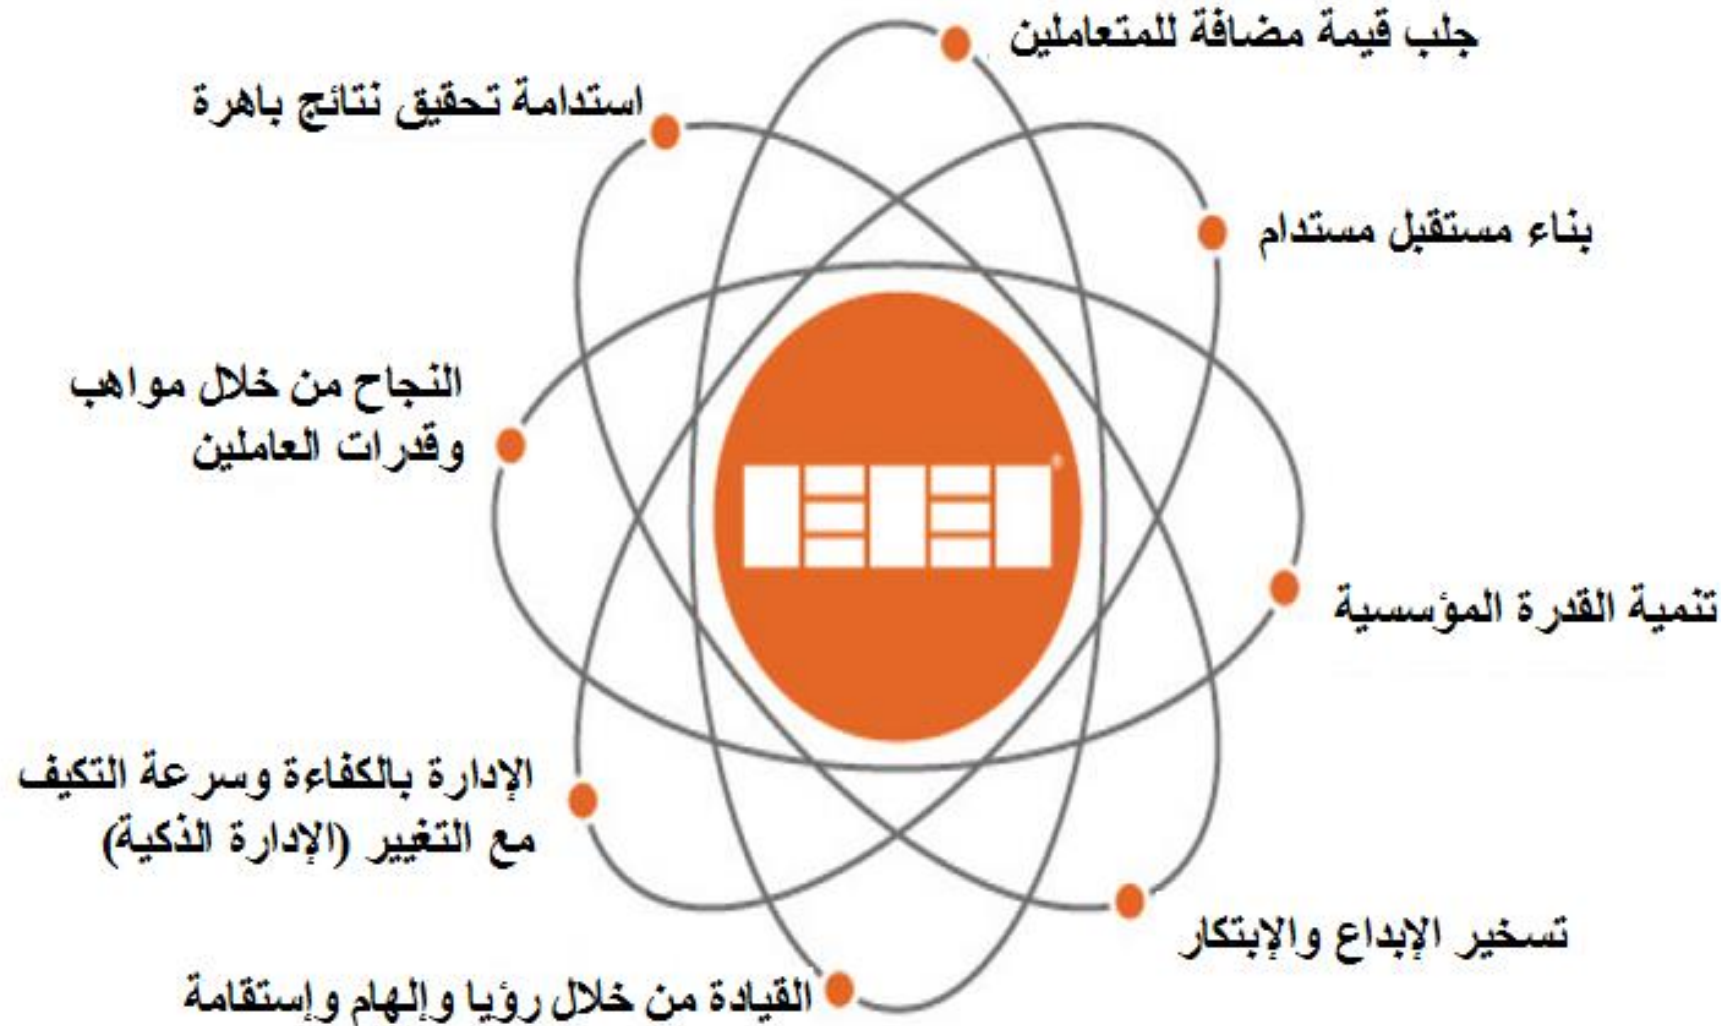 جلب قيمة مضافة للمتعاملين
استدامة تحقيق نتائج باهرة
بناء مستقبل مستدام
النجاح من خلال مواهب
وقدرات العاملين
تنمية القدرة المؤسسية
الإدارة بالكفاءة وسرعة التكيف
مع التغيير (الإدارة الذكية)
تسخير الإبداع والإبتكار
القيادة من خلال رؤيا وإلهام وإستقامة
®